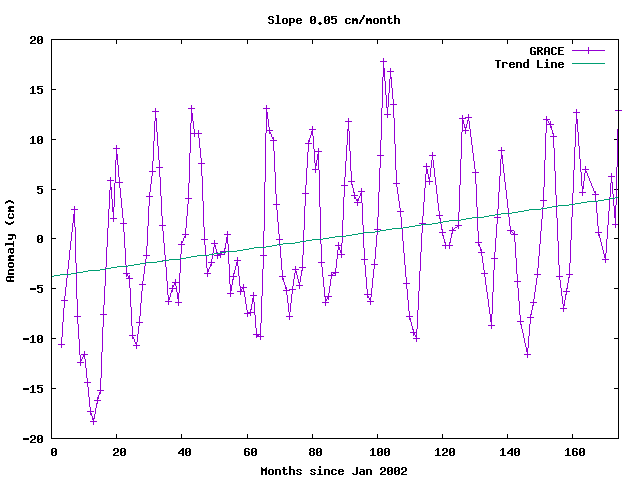 Slope 0.05 cm/month
20
15
10
5
0
-5
-10
-15
-20
Anomaly (cm)
GRACE
Trend Line
0 20 40 60 80 100 120 140 160
Months since Jan 2002